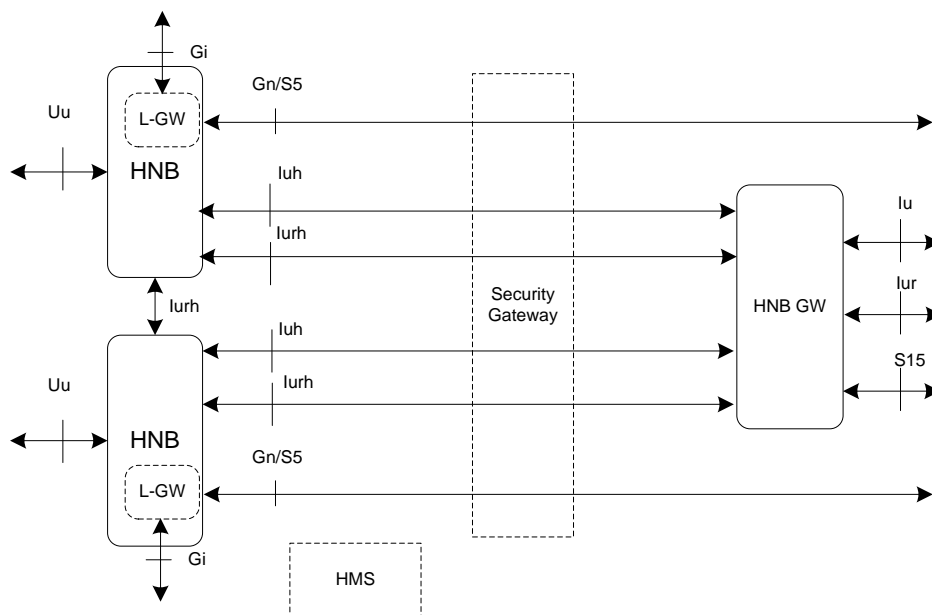 Gi
Gn/S5
Uu
L-GW
HNB
Iuh
Iu
Iurh
Security
Gateway
HNB GW
Iur
Iurh
Iuh
S15
Uu
Iurh
HNB
Gn/S5
L-GW
Gi
HMS